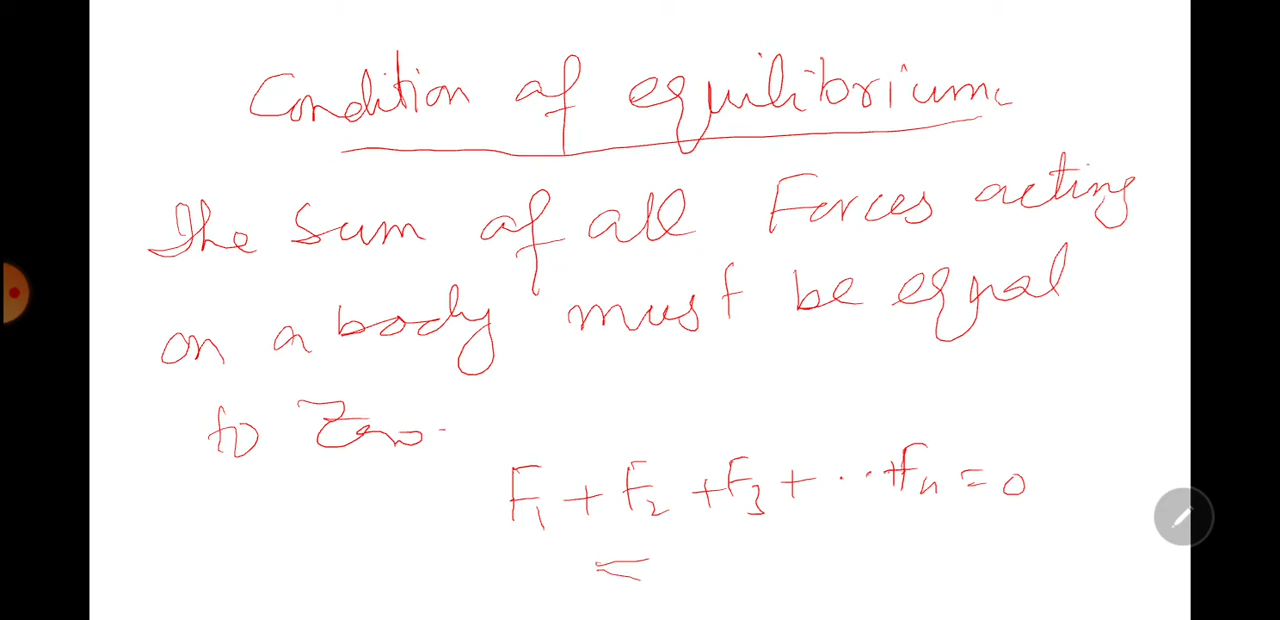 Condition of equilibrium
The Sum of all Forces acting
on a body must be equal
to Zero.
F₁ + F₂ + F₃ + ... + Fn = 0